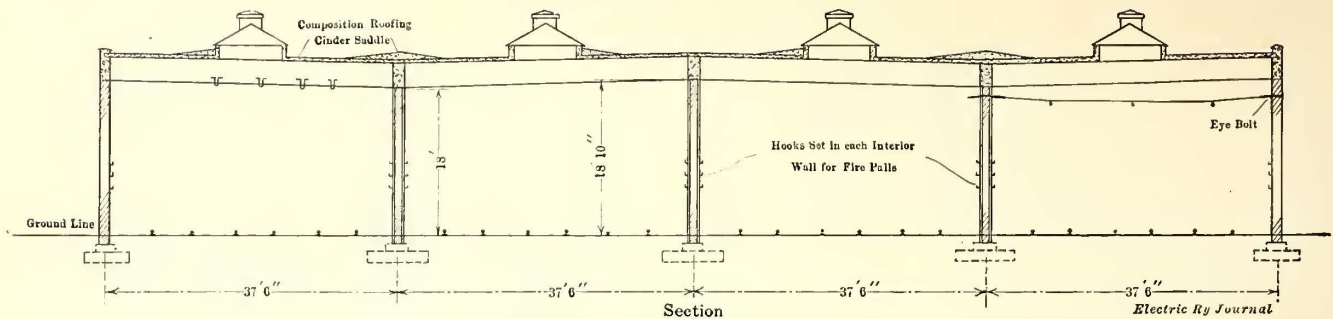 Composition Roofing
Cinder Saddle
Eye Bolt
18'
18' 10"
Hooks Set in each Interior
Wall for Fire Pails
Ground Line
37'6" 37'6" 37'6" 37'6"
Section
Electric Ry Journal